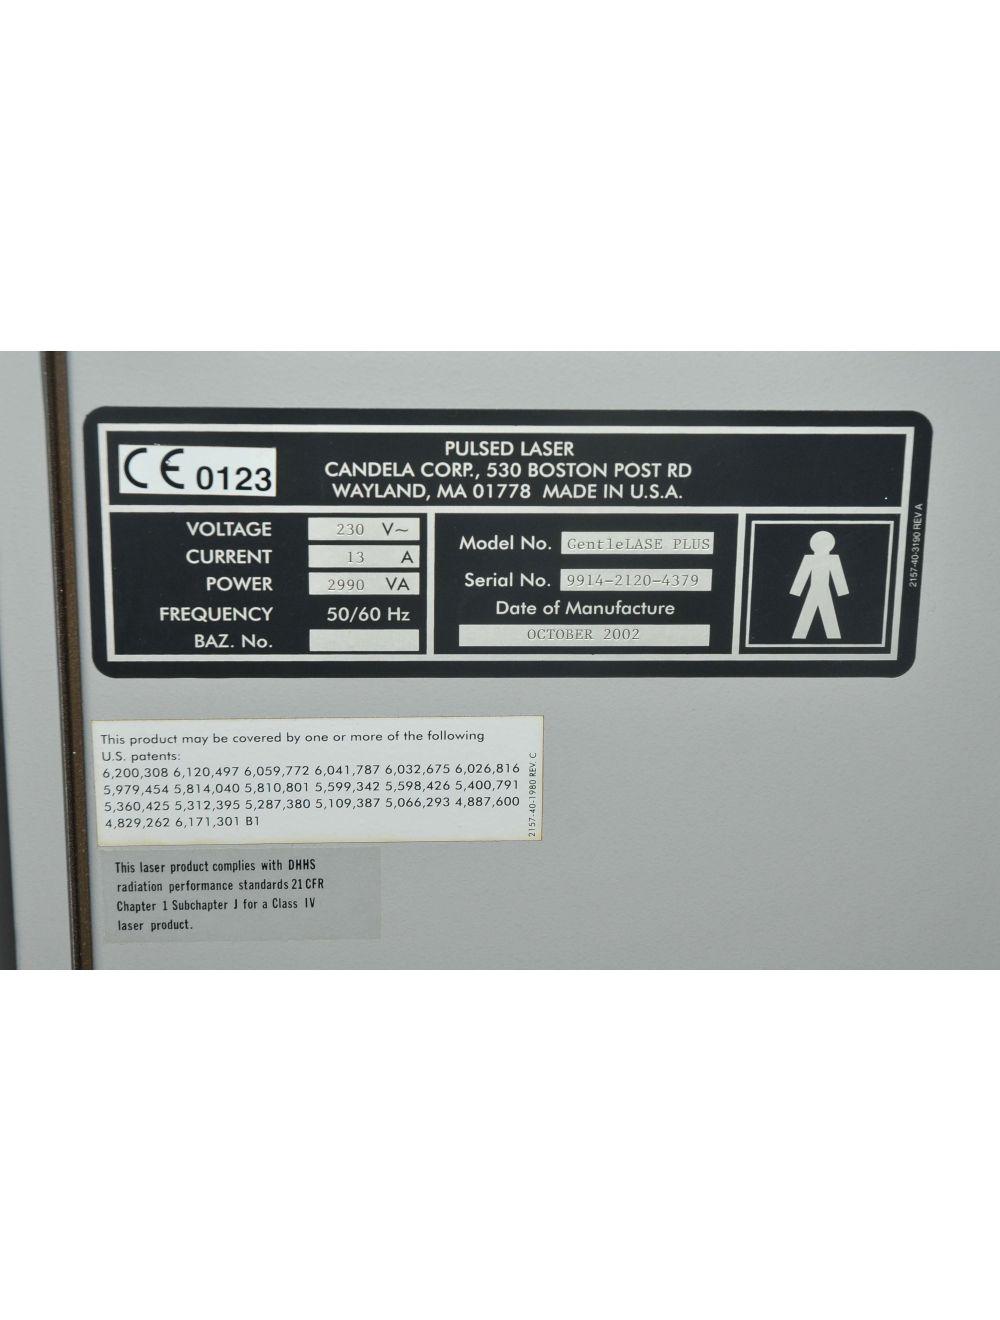 CE 0123
PULSED LASER
CANDELA CORP., 530 BOSTON POST RD
WAYLAND, MA 01778 MADE IN U.S.A.
VOLTAGE 230 V~
CURRENT 13 A
POWER 2990 VA
FREQUENCY 50/60 Hz
BAZ. No.
Model No. GentleLASE PLUS
Serial No. 9914-2120-4379
Date of Manufacture
OCTOBER 2002
2157-40-3190 REV A
This product may be covered by one or more of the following
U.S. patents:
6,200,308 6,120,497 6,059,772 6,041,787 6,032,675 6,026,816
5,979,454 5,814,040 5,810,801 5,599,342 5,598,426 5,400,791
5,360,425 5,312,395 5,287,380 5,109,387 5,066,293 4,887,600
4,829,262 6,171,301 B1
2157-40-1980 REV. C
This laser product complies with DHHS
radiation performance standards 21 CFR
Chapter 1 Subchapter J for a Class IV
laser product.